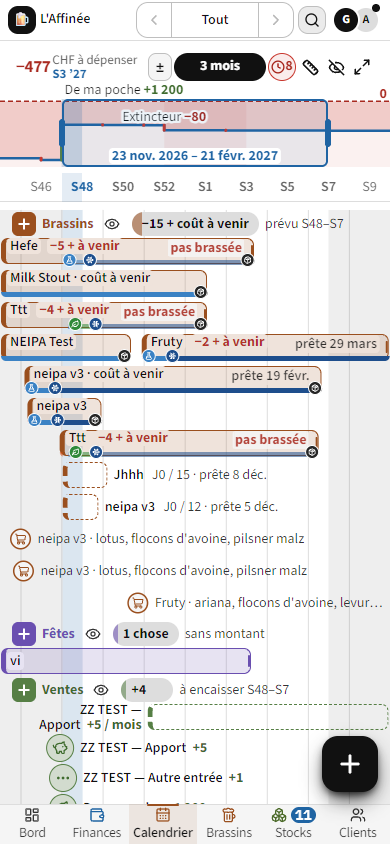 L'Affinée
Tout
G
A
−477 CHF à dépenser
S3 '27
±
3 mois
8
De ma poche +1 200
0
Extincteur −80
23 nov. 2026 – 21 févr. 2027
S46 S48 S50 S52 S1 S3 S5 S7 S9
Brassins −15 + coût à venir prévu S48–S7
Hefe −5 + à venir pas brassée
Milk Stout · coût à venir
Ttt −4 + à venir pas brassée
NEIPA Test Fruty −2 + à venir prête 29 mars
neipa v3 · coût à venir prête 19 févr.
neipa v3
Ttt −4 + à venir pas brassée
Jhhh J0 / 15 · prête 8 déc.
neipa v3 J0 / 12 · prête 5 déc.
neipa v3 · lotus, flocons d'avoine, pilsner malz
neipa v3 · lotus, flocons d'avoine, pilsner malz
Fruty · ariana, flocons d'avoine, levur…
Fêtes 1 chose sans montant
vi
Ventes +4 à encaisser S48–S7
ZZ TEST —
Apport +5 / mois
ZZ TEST — Apport +5
ZZ TEST — Autre entrée +1
Bord Finances Calendrier Brassins Stocks 11 Clients